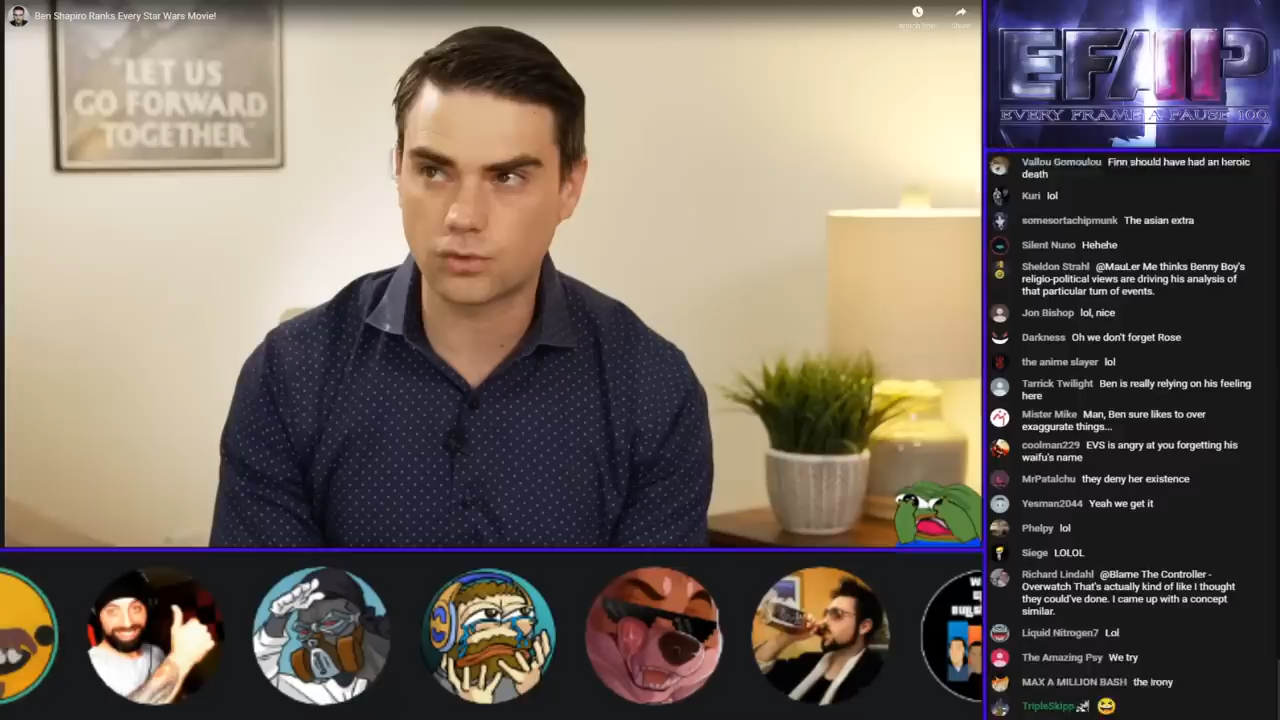 Ben Shapiro Ranks Every Star Wars Movie!
Share
"LET US
GO FORWARD
TOGETHER"
EFAP
EVERY FRAME A PAUSE 100
Vallou Gomoulou Finn should have had an heroic
death
Kuri lol
somesortachipmunk The asian extra
Silent Nuno Hehehe
Sheldon Strahl @MauLer Me thinks Benny Boy's
religio-political views are driving his analysis of
that particular turn of events.
Jon Bishop lol, nice
Darkness Oh we don't forget Rose
the anime slayer lol
Tarrick Twilight Ben is really relying on his feeling
here
Mister Mike Man, Ben sure likes to over
exaggurate things...
coolman229 EVS is angry at you forgetting his
waifu's name
MrPatalchu they deny her existence
Yesman2044 Yeah we get it
Phelpy lol
Siege LOLOL
Richard Lindahl @Blame The Controller -
Overwatch That's actually kind of like I thought
they could've done. I came up with a concept
similar.
Liquid Nitrogen7 Lol
The Amazing Psy We try
MAX A MILLION BASH the irony
TripleSkipp